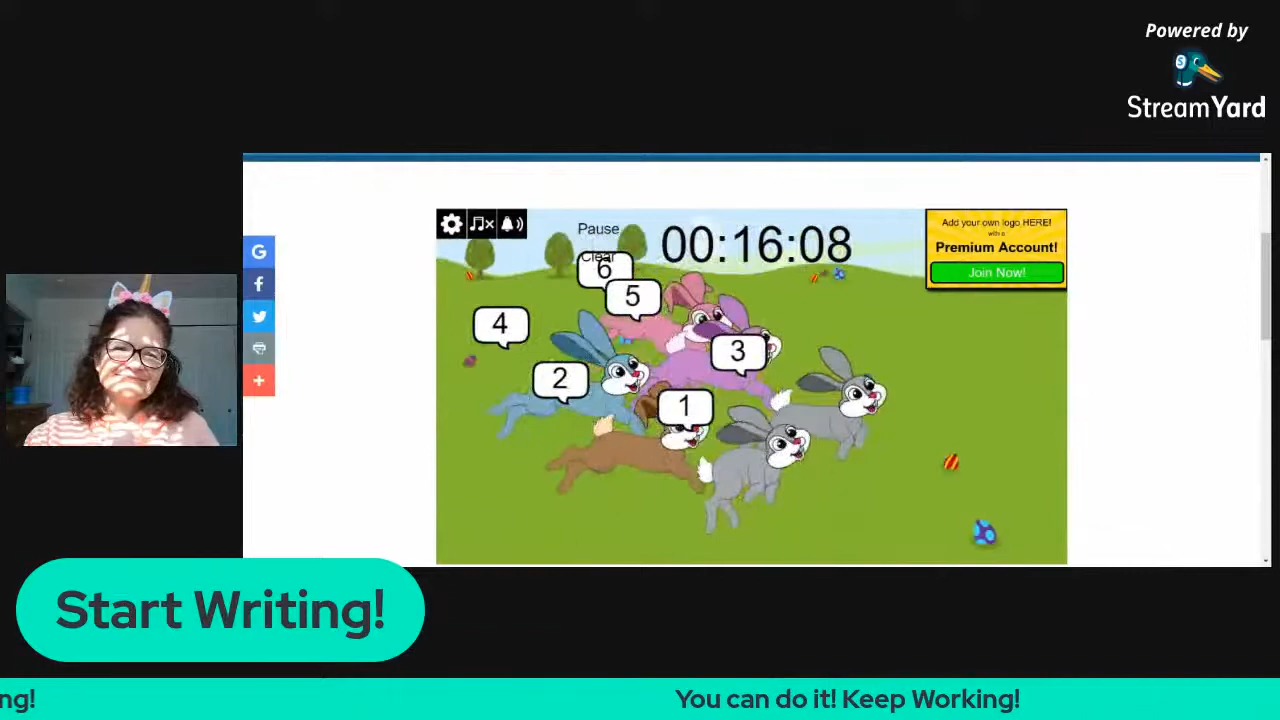 Powered by
StreamYard
Pause
Clear
00:16:08
Add your own logo HERE!
with a
Premium Account!
Join Now!
6
5
4
3
2
1
G
f
+
Start Writing!
ng!
You can do it! Keep Working!